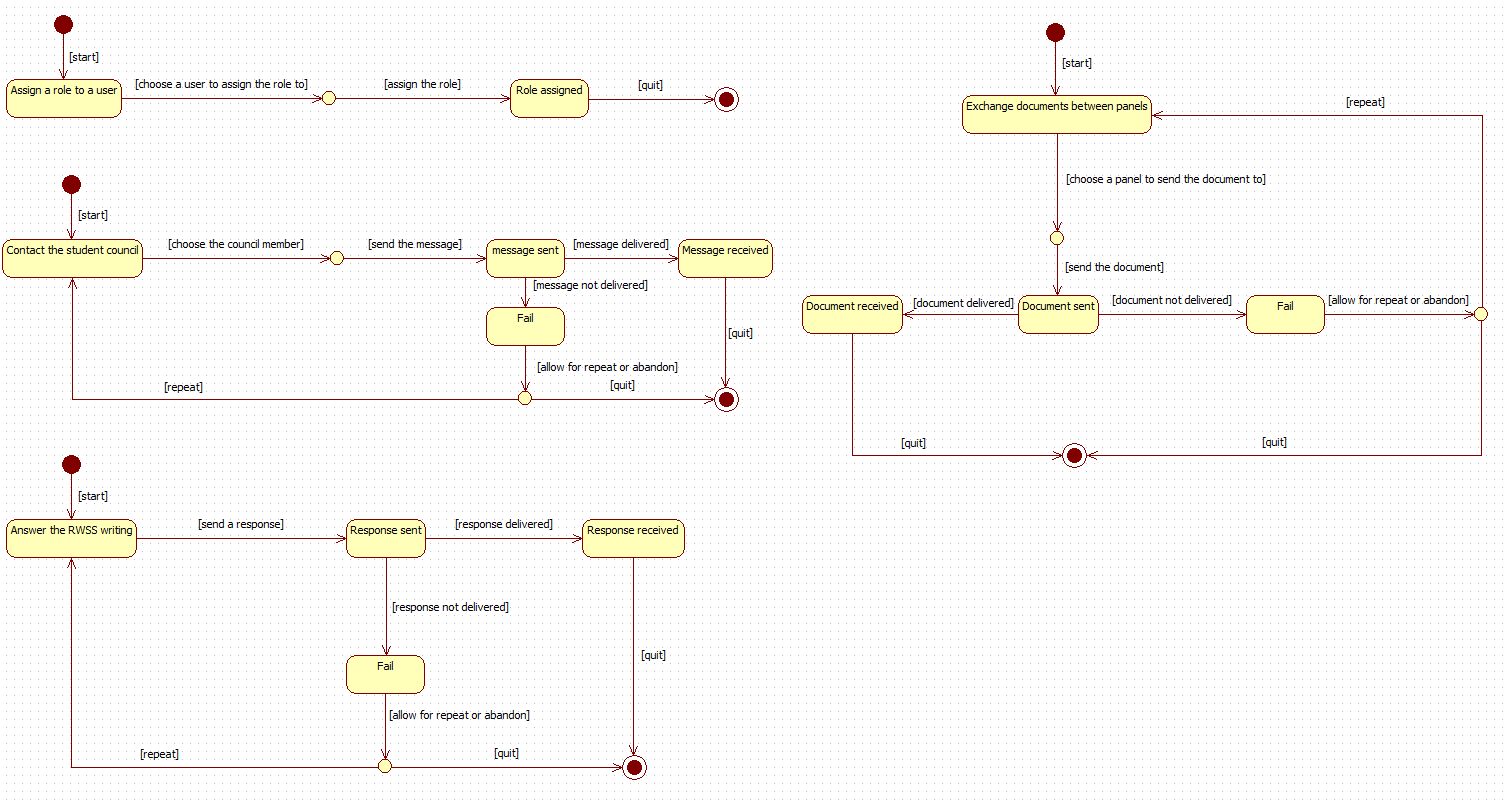 [start]
Assign a role to a user
[choose a user to assign the role to]
[assign the role]
Role assigned
[quit]
[start]
Contact the student council
[choose the council member]
[send the message]
message sent
[message delivered]
Message received
[message not delivered]
Fail
[quit]
[allow for repeat or abandon]
[repeat]
[quit]
[start]
Answer the RWSS writing
[send a response]
Response sent
[response delivered]
Response received
[response not delivered]
Fail
[quit]
[allow for repeat or abandon]
[repeat]
[quit]
[start]
Exchange documents between panels
[repeat]
[choose a panel to send the document to]
[send the document]
Document received
[document delivered]
Document sent
[document not delivered]
Fail
[allow for repeat or abandon]
[quit]
[quit]